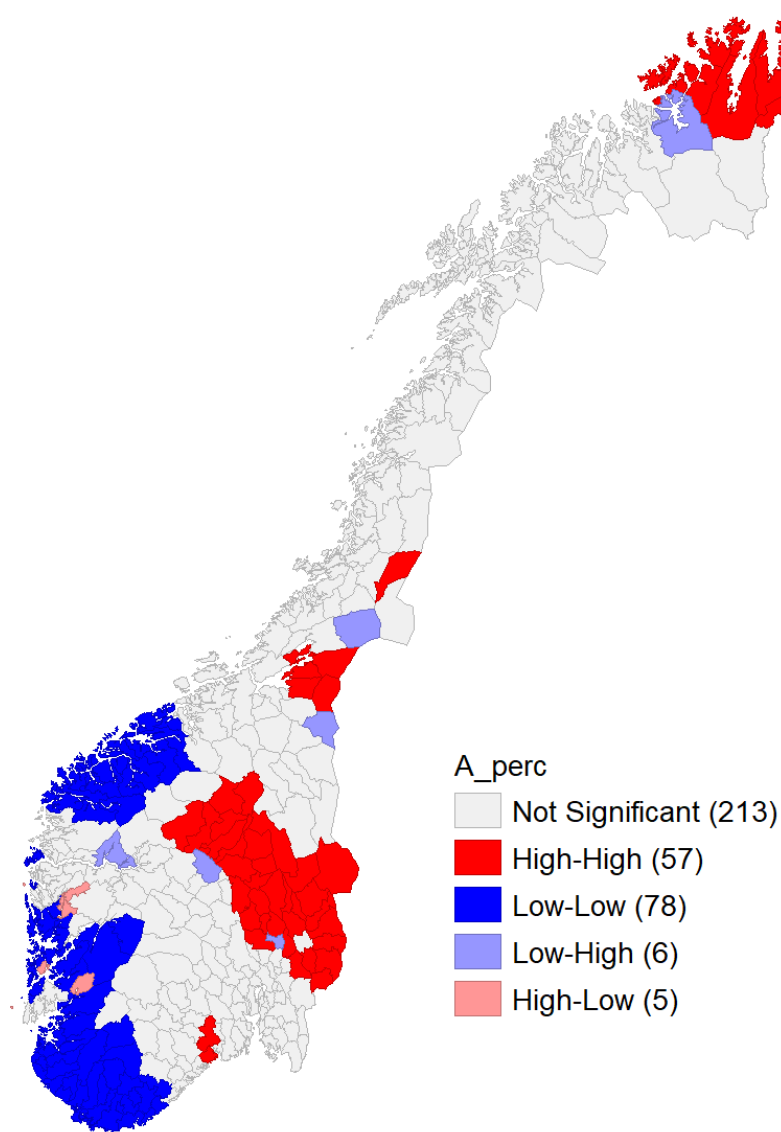 A_perc
Not Significant (213)
High-High (57)
Low-Low (78)
Low-High (6)
High-Low (5)